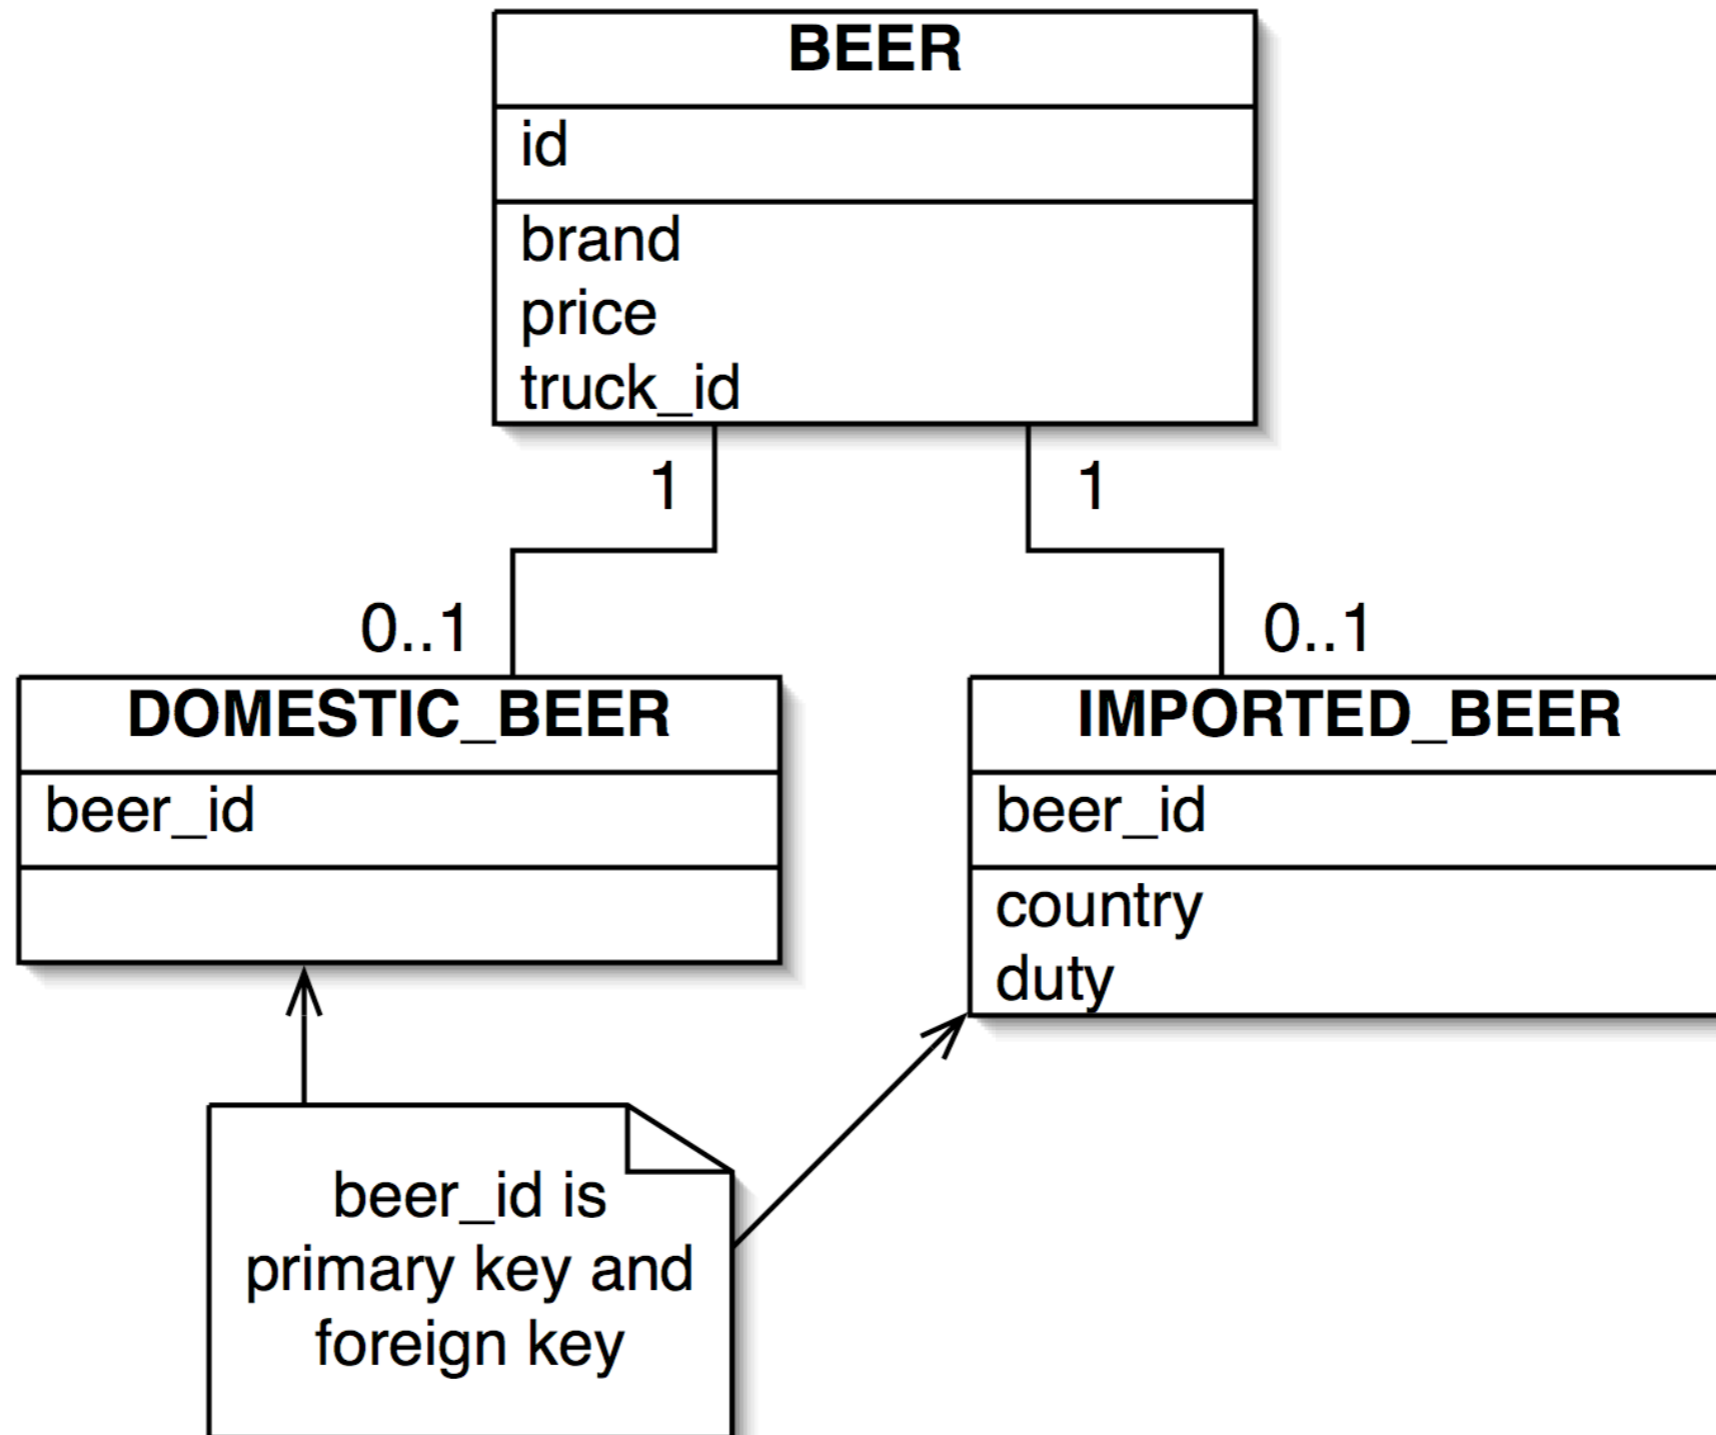 BEER
id
brand
price
truck_id
1
1
0..1
0..1
DOMESTIC_BEER
beer_id
IMPORTED_BEER
beer_id
country
duty
beer_id is
primary key and
foreign key